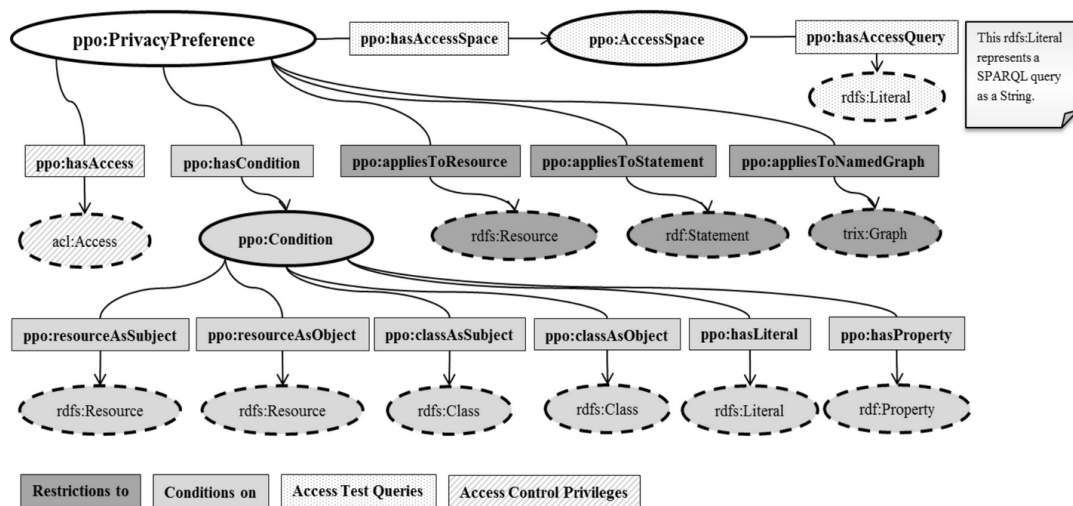 ppo:PrivacyPreference
ppo:hasAccessSpace
ppo:AccessSpace
ppo:hasAccessQuery
rdfs:Literal
This rdfs:Literal
represents a
SPARQL query
as a String.
ppo:hasAccess
ppo:hasCondition
ppo:appliesToResource
ppo:appliesToStatement
ppo:appliesToNamedGraph
acl:Access
ppo:Condition
rdfs:Resource
rdf:Statement
trix:Graph
ppo:resourceAsSubject
ppo:resourceAsObject
ppo:classAsSubject
ppo:classAsObject
ppo:hasLiteral
ppo:hasProperty
rdfs:Resource
rdfs:Resource
rdfs:Class
rdfs:Class
rdfs:Literal
rdf:Property
Restrictions to
Conditions on
Access Test Queries
Access Control Privileges